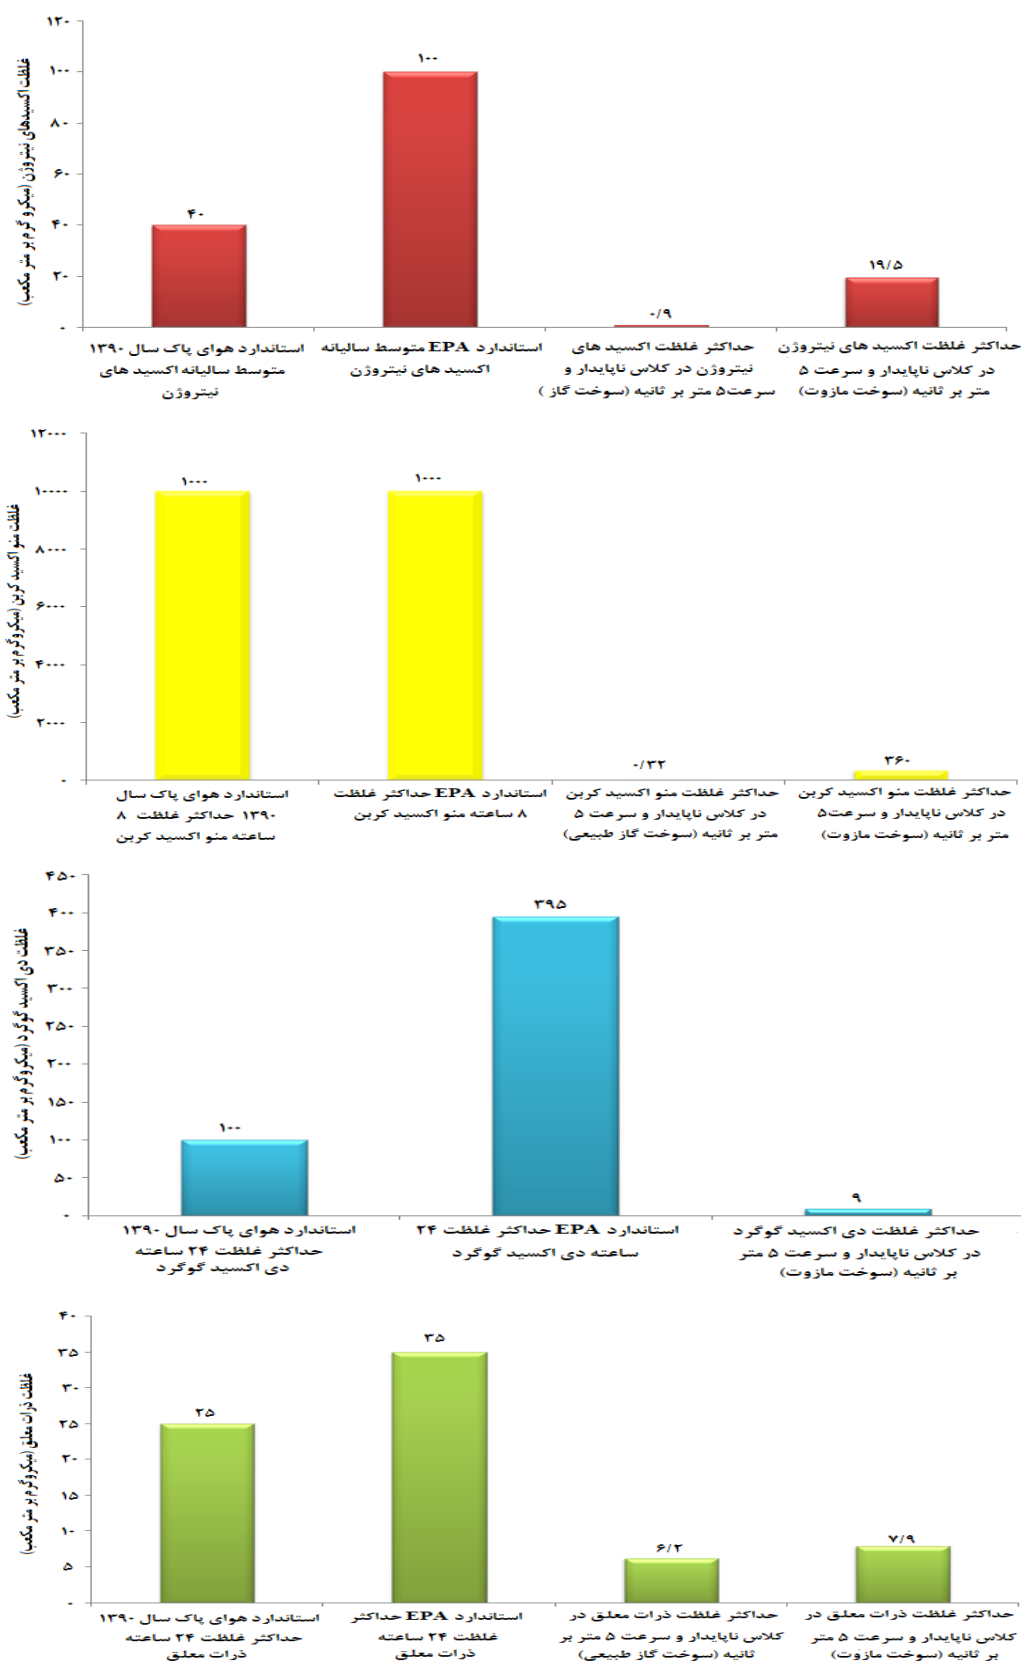 غلظت اکسیدهای نیتروژن (میکرو گرم بر متر مکعب)
۱۲۰
۱۰۰
۸۰
۶۰
۴۰
۲۰
۰
۴۰
۱۰۰
۰/۹
۱۹/۵
استاندارد هوای پاک سال ۱۳۹۰
متوسط سالیانه اکسید های
نیتروژن
استاندارد EPA متوسط سالیانه
اکسید های نیتروژن
حداکثر غلظت اکسید های
نیتروژن در کلاس ناپایدار و
سرعت۵ متر بر ثانیه (سوخت گاز )
حداکثر غلظت اکسید های نیتروژن
در کلاس ناپایدار و سرعت ۵
متر بر ثانیه (سوخت مازوت)
غلظت منو اکسید کربن (میکروگرم بر متر مکعب)
۱۲۰۰۰
۱۰۰۰۰
۸۰۰۰
۶۰۰۰
۴۰۰۰
۲۰۰۰
۰
۱۰۰۰
۱۰۰۰
۰/۳۲
۳۶۰
استاندارد هوای پاک سال
۱۳۹۰ حداکثر غلظت ۸
ساعته منو اکسید کربن
استاندارد EPA حداکثر غلظت
۸ ساعته منو اکسید کربن
حداکثر غلظت منو اکسید کربن
در کلاس ناپایدار و سرعت ۵
متر بر ثانیه (سوخت گاز طبیعی)
حداکثر غلظت منو اکسید کربن
در کلاس ناپایدار و سرعت۵
متر بر ثانیه (سوخت مازوت)
غلظت دی اکسید گوگرد (میکروگرم بر متر مکعب)
۴۵۰
۴۰۰
۳۵۰
۳۰۰
۲۵۰
۲۰۰
۱۵۰
۱۰۰
۵۰
۰
۱۰۰
۳۹۵
۹
استاندارد هوای پاک سال ۱۳۹۰
حداکثر غلظت ۲۴ ساعته
دی اکسید گوگرد
استاندارد EPA حداکثر غلظت ۲۴
ساعته دی اکسید گوگرد
حداکثر غلظت دی اکسید گوگرد
در کلاس ناپایدار و سرعت ۵ متر
بر ثانیه (سوخت مازوت)
غلظت ذرات معلق (میکروگرم بر متر مکعب)
۴۰
۳۵
۳۰
۲۵
۲۰
۱۵
۱۰
۵
۰
۲۵
۳۵
۶/۲
۷/۹
استاندارد هوای پاک سال ۱۳۹۰
حداکثر غلظت ۲۴ ساعته
ذرات معلق
استاندارد EPA حداکثر
غلظت ۲۴ ساعته
ذرات معلق
حداکثر غلظت ذرات معلق در
کلاس ناپایدار و سرعت ۵ متر بر
ثانیه (سوخت گاز طبیعی)
حداکثر غلظت ذرات معلق در
کلاس ناپایدار و سرعت ۵ متر
بر ثانیه (سوخت مازوت)